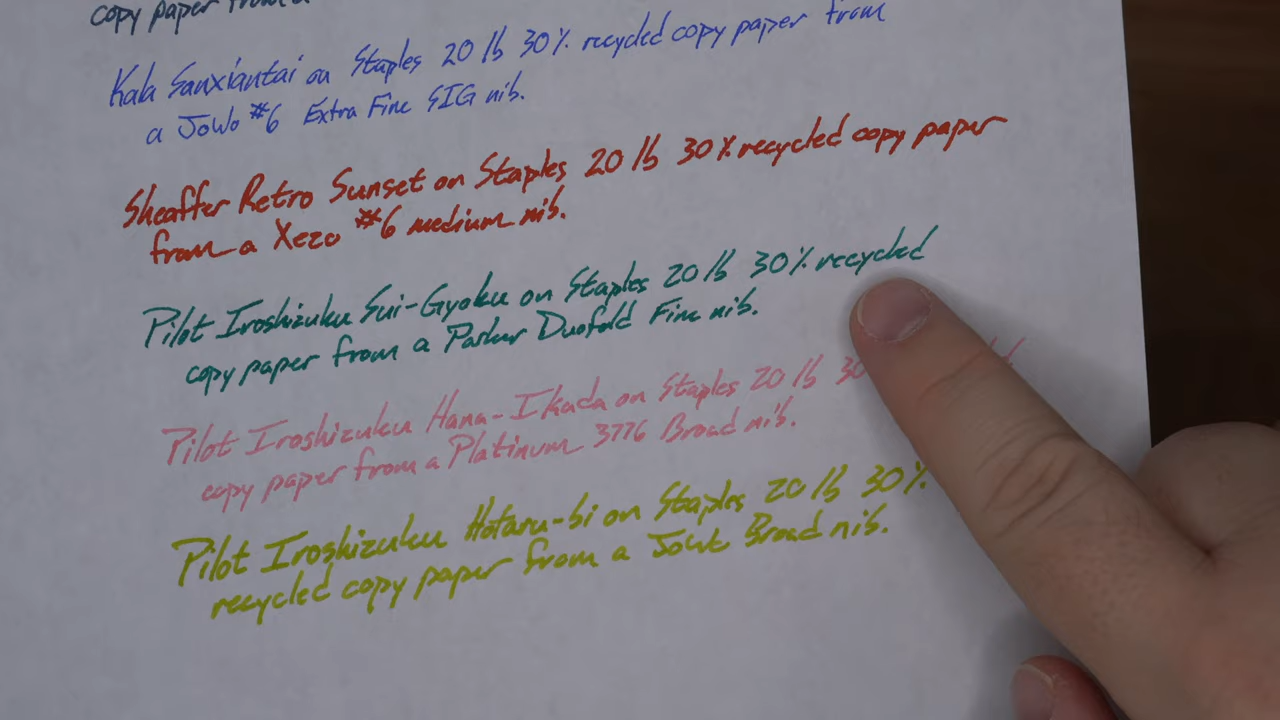 copy paper from a
Kala Sanxiantai on Staples 20 lb 30% recycled copy paper from
a JoWo #6 Extra Fine SIG nib.
Sheaffer Retro Sunset on Staples 20 lb 30% recycled copy paper
from a Xezo #6 medium nib.
Pilot Iroshizuku Sui-Gyoku on Staples 20 lb 30% recycled
copy paper from a Parker Duofold Fine nib.
Pilot Iroshizuku Hana-Ikada on Staples 20 lb 30
copy paper from a Platinum 3776 Broad nib.
Pilot Iroshizuku Hotaru-bi on Staples 20 lb 30%
recycled copy paper from a JoWo Broad nib.